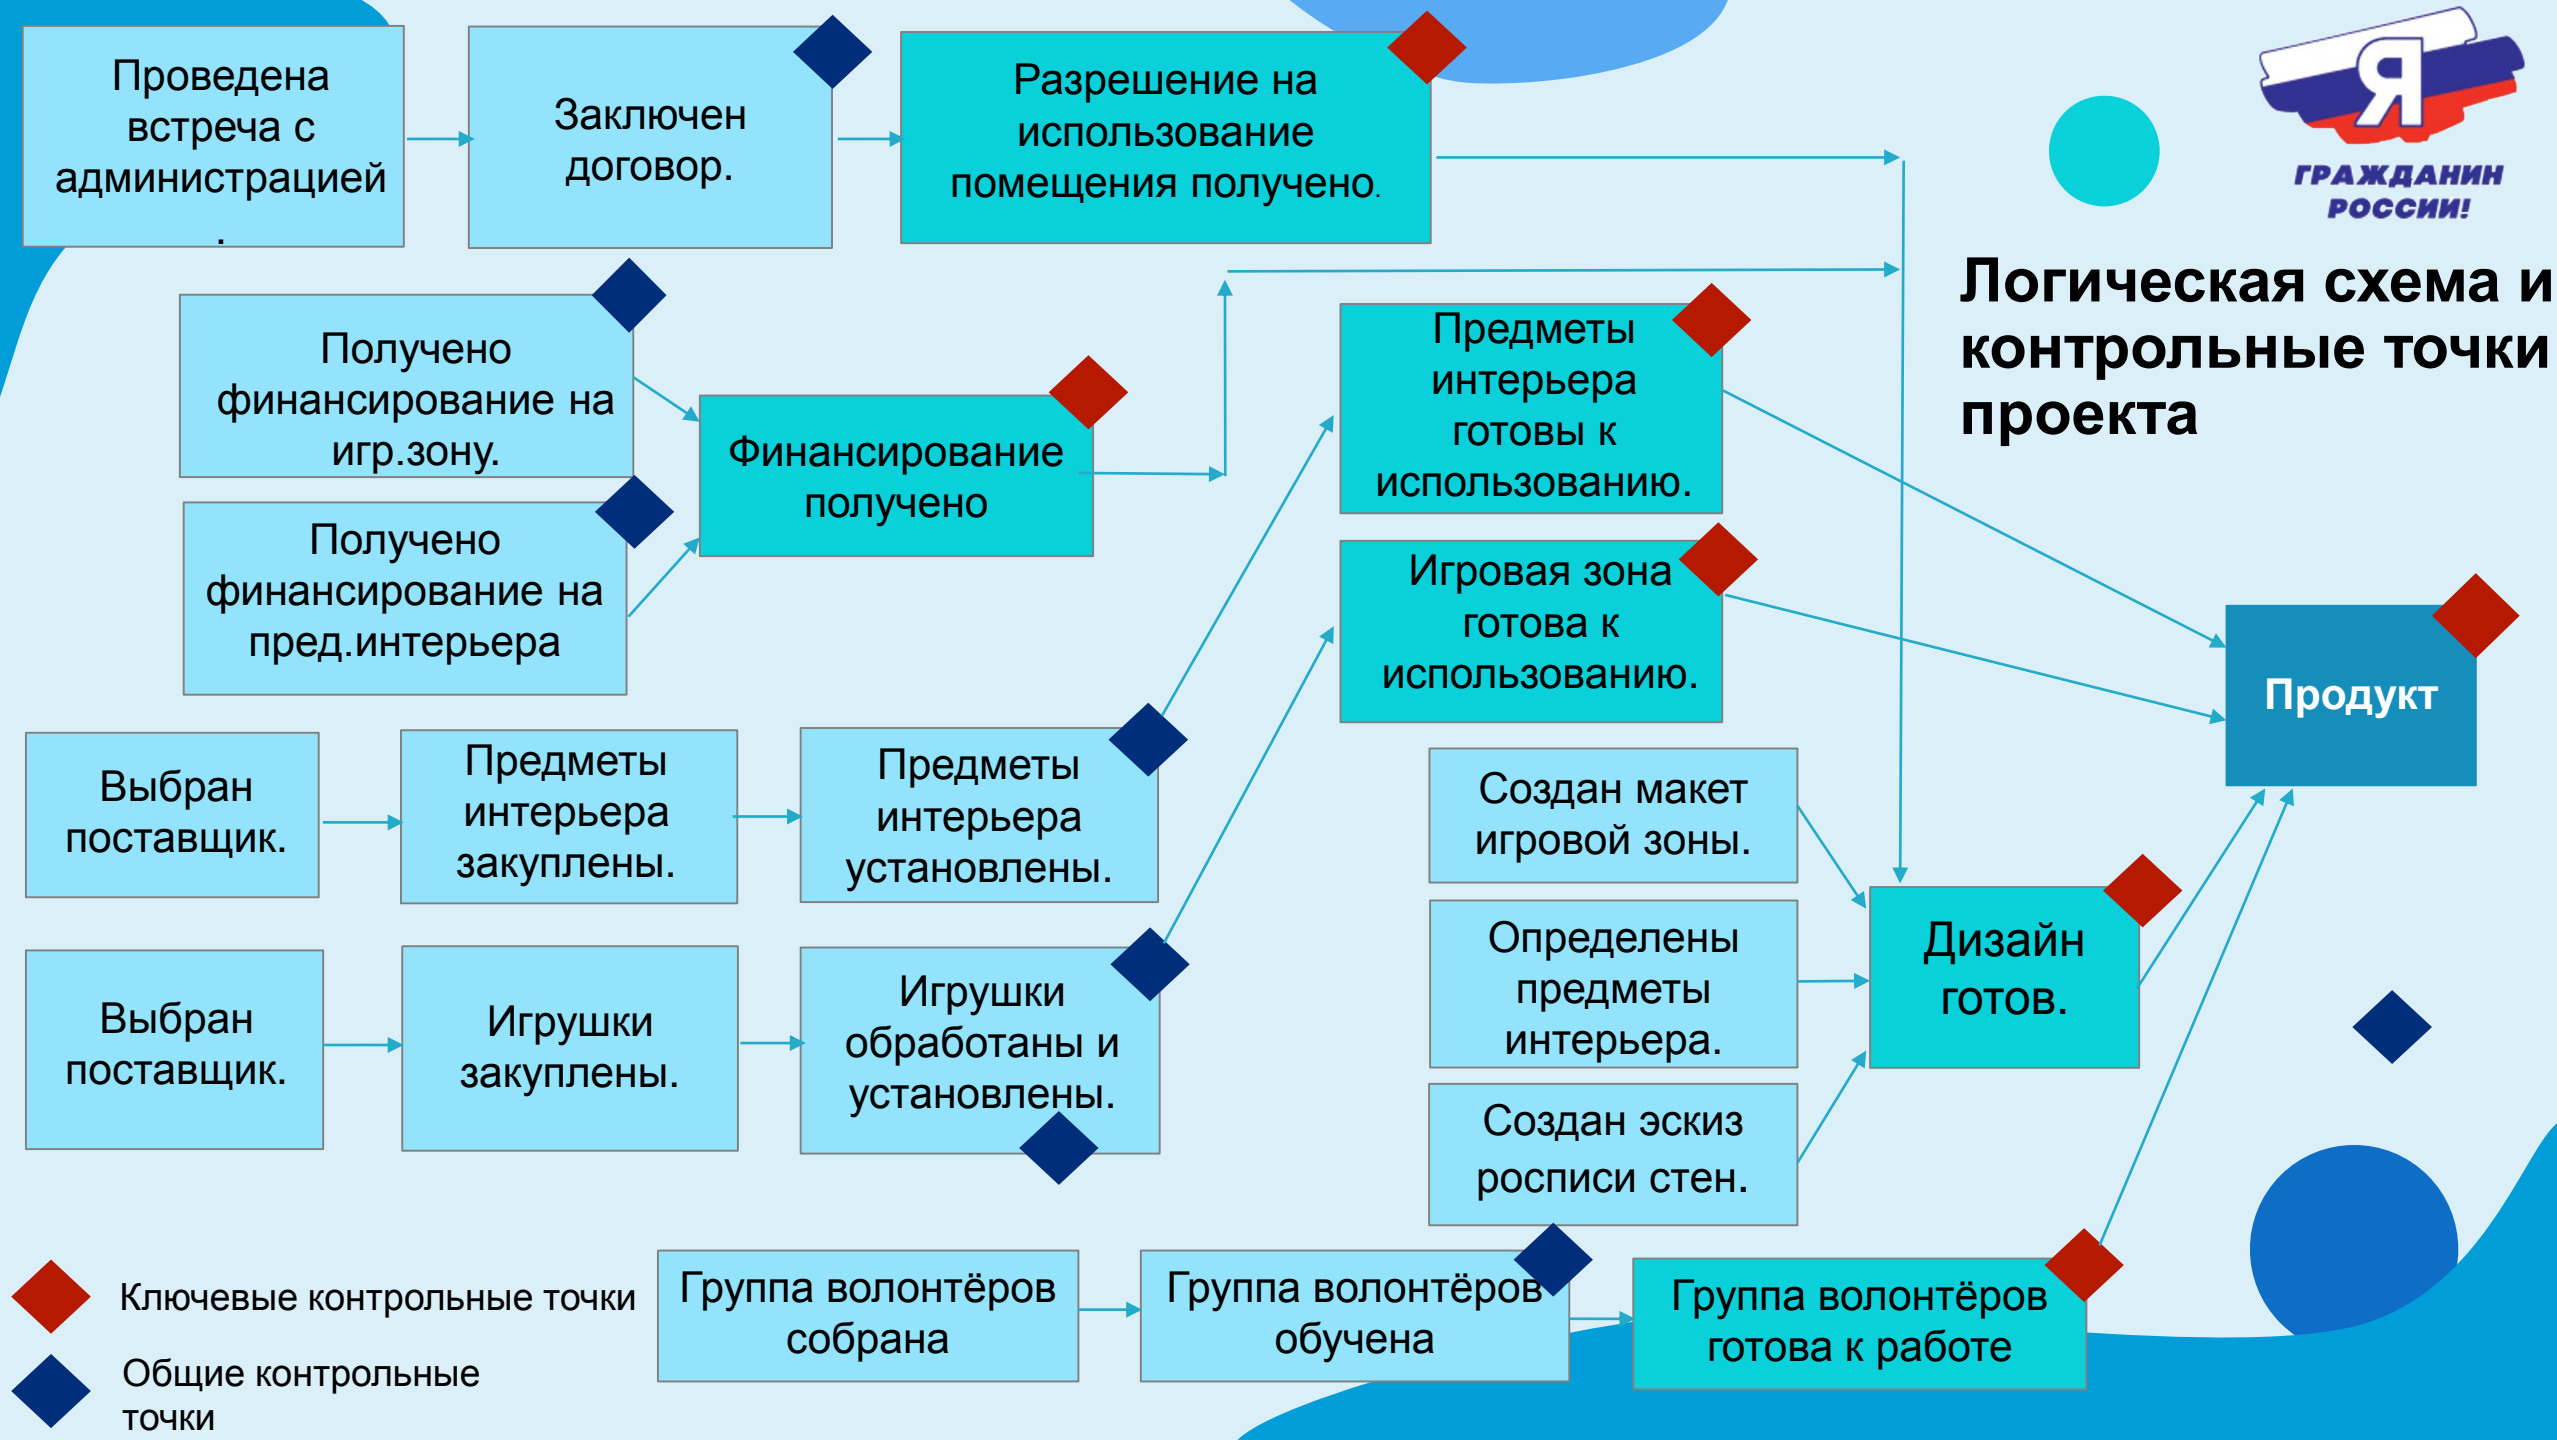 Проведена
встреча с
администрацией
.
Заключен
договор.
Разрешение на
использование
помещения получено.
Я
ГРАЖДАНИН
РОССИИ!
Логическая схема и
контрольные точки
проекта
Получено
финансирование на
игр.зону.
Получено
финансирование на
пред.интерьера
Финансирование
получено
Предметы
интерьера
готовы к
использованию.
Игровая зона
готова к
использованию.
Продукт
Выбран
поставщик.
Предметы
интерьера
закуплены.
Предметы
интерьера
установлены.
Выбран
поставщик.
Игрушки
закуплены.
Игрушки
обработаны и
установлены.
Создан макет
игровой зоны.
Определены
предметы
интерьера.
Создан эскиз
росписи стен.
Дизайн
готов.
Ключевые контрольные точки
Общие контрольные
точки
Группа волонтёров
собрана
Группа волонтёров
обучена
Группа волонтёров
готова к работе